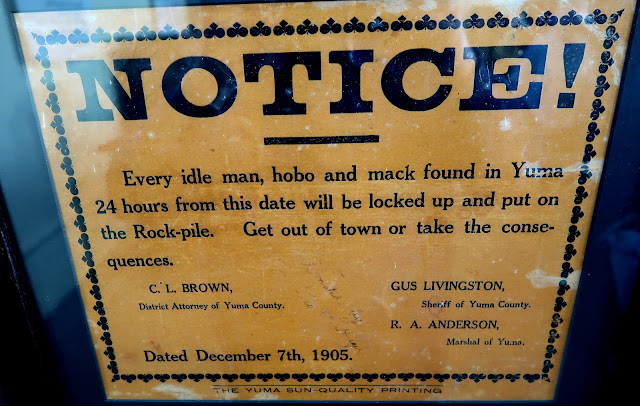 NOTICE!
Every idle man, hobo and mack found in Yuma
24 hours from this date will be locked up and put on
the Rock-pile. Get out of town or take the conse-
quences.
C. L. BROWN,
District Attorney of Yuma County.
GUS LIVINGSTON,
Sheriff of Yuma County.
R. A. ANDERSON,
Marshal of Yuma.
Dated December 7th, 1905.
THE YUMA SUN-QUALITY PRINTING